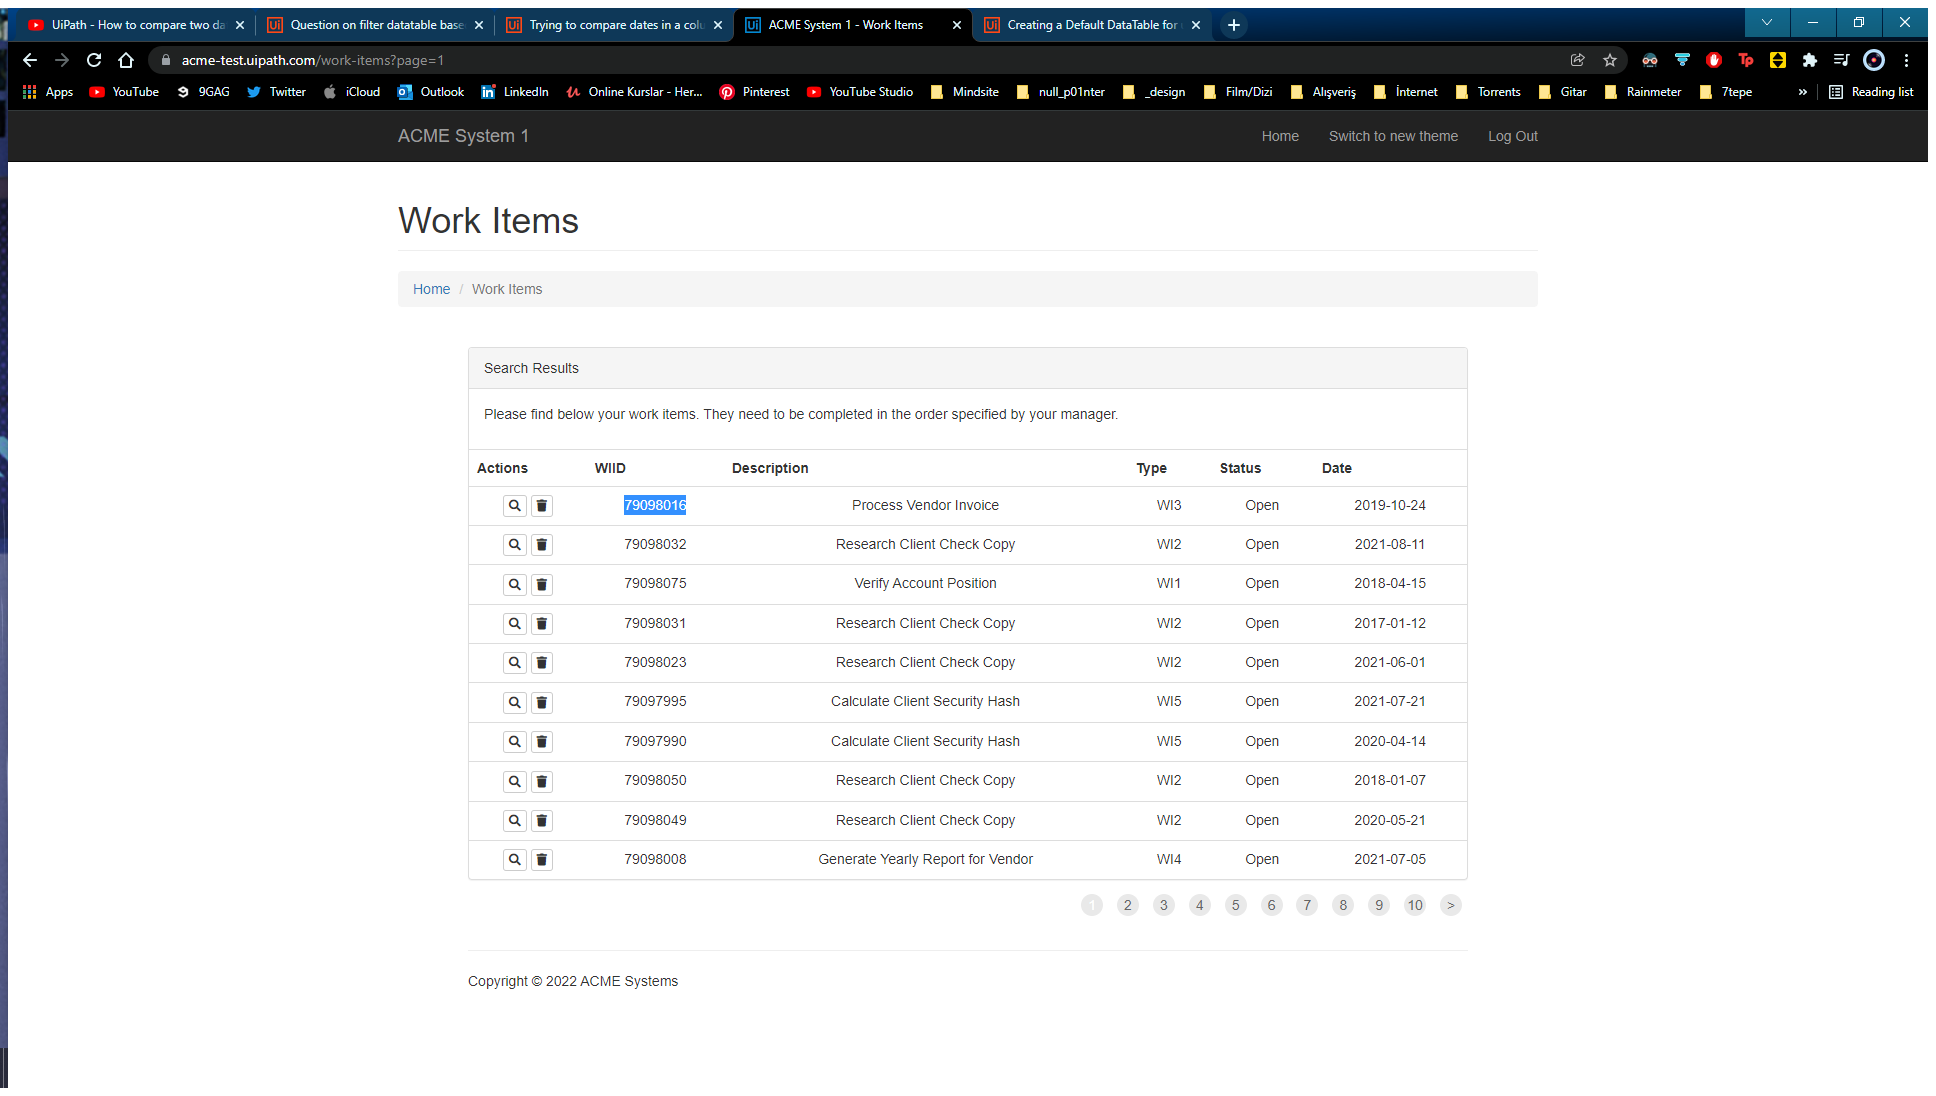 UiPath - How to compare two da
Question on filter datatable base
Trying to compare dates in a colu
ACME System 1 - Work Items
Creating a Default DataTable for
acme-test.uipath.com/work-items?page=1
Apps YouTube 9GAG Twitter iCloud Outlook LinkedIn Online Kurslar - Her... Pinterest YouTube Studio Mindsite null_p01nter _design Film/Dizi Alışveriş İnternet Torrents Gitar Rainmeter 7tepe » Reading list
ACME System 1 Home Switch to new theme Log Out
Work Items
Home / Work Items
Search Results
Please find below your work items. They need to be completed in the order specified by your manager.
Actions WIID Description Type Status Date
79098016 Process Vendor Invoice WI3 Open 2019-10-24
79098032 Research Client Check Copy WI2 Open 2021-08-11
79098075 Verify Account Position WI1 Open 2018-04-15
79098031 Research Client Check Copy WI2 Open 2017-01-12
79098023 Research Client Check Copy WI2 Open 2021-06-01
79097995 Calculate Client Security Hash WI5 Open 2021-07-21
79097990 Calculate Client Security Hash WI5 Open 2020-04-14
79098050 Research Client Check Copy WI2 Open 2018-01-07
79098049 Research Client Check Copy WI2 Open 2020-05-21
79098008 Generate Yearly Report for Vendor WI4 Open 2021-07-05
1 2 3 4 5 6 7 8 9 10 >
Copyright © 2022 ACME Systems